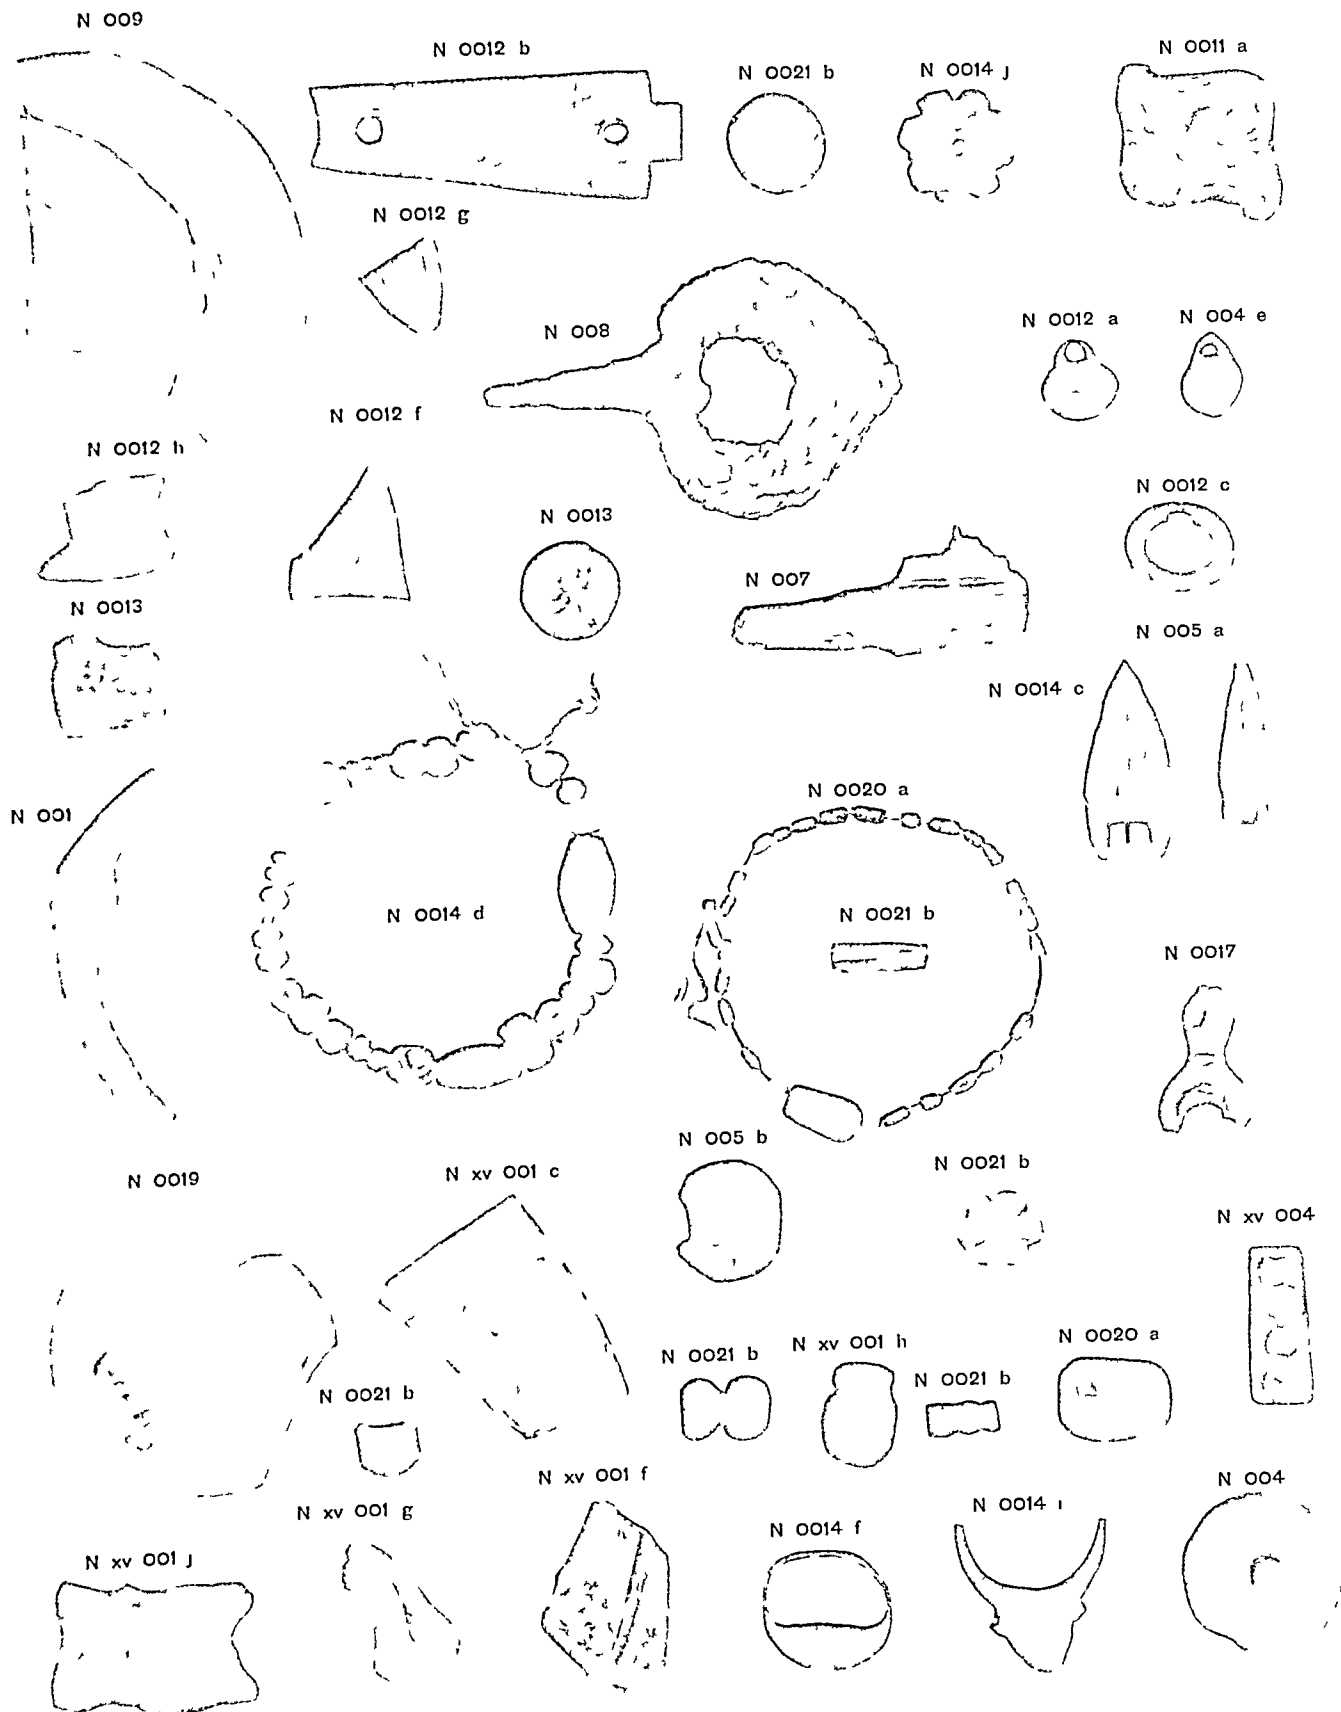 N 009
N 0012 b
N 0021 b
N 0014 j
N 0011 a
N 0012 g
N 008
N 0012 a
N 004 e
N 0012 f
N 0012 h
N 0012 c
N 0013
N 007
N 0013
N 005 a
N 0014 c
N 001
N 0020 a
N 0014 d
N 0021 b
N 0017
N 005 b
N 0019
N xv 001 c
N 0021 b
N xv 004
N 0021 b
N xv 001 h
N 0020 a
N 0021 b
N 0021 b
N xv 001 f
N 004
N xv 001 g
N 0014 f
N 0014 ı
N xv 001 j